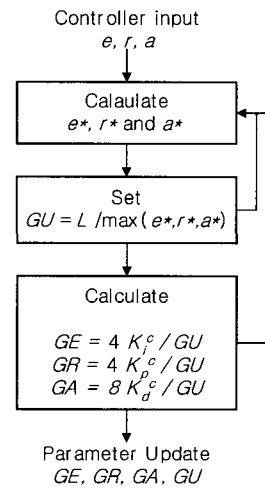 Controller input
e, r, a
Calaulate
e*, r* and a*
Set
GU = L /max( e*,r*,a*)
Calculate
GE = 4 K_i^c / GU
GR = 4 K_p^c / GU
GA = 8 K_d^c / GU
Parameter Update
GE, GR, GA, GU